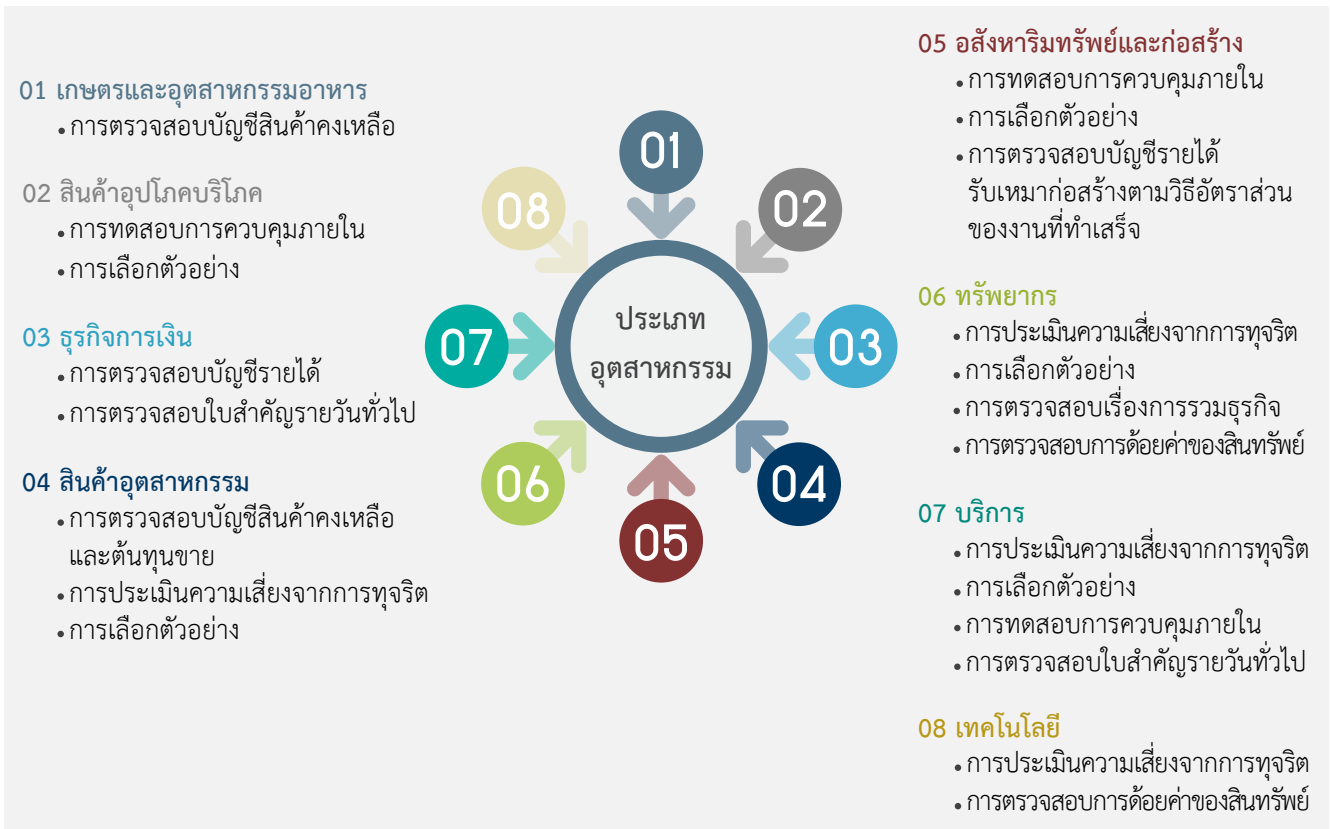 01 เกษตรและอุตสาหกรรมอาหาร
• การตรวจสอบบัญชีสินค้าคงเหลือ
02 สินค้าอุปโภคบริโภค
• การทดสอบการควบคุมภายใน
• การเลือกตัวอย่าง
03 ธุรกิจการเงิน
• การตรวจสอบบัญชีรายได้
• การตรวจสอบใบสำคัญรายวันทั่วไป
04 สินค้าอุตสาหกรรม
• การตรวจสอบบัญชีสินค้าคงเหลือ
และต้นทุนขาย
• การประเมินความเสี่ยงจากการทุจริต
• การเลือกตัวอย่าง
01
02
03
04
05
06
07
08
ประเภท
อุตสาหกรรม
05 อสังหาริมทรัพย์และก่อสร้าง
• การทดสอบการควบคุมภายใน
• การเลือกตัวอย่าง
• การตรวจสอบบัญชีรายได้
รับเหมาก่อสร้างตามวิธีอัตราส่วน
ของงานที่ทำเสร็จ
06 ทรัพยากร
• การประเมินความเสี่ยงจากการทุจริต
• การเลือกตัวอย่าง
• การตรวจสอบเรื่องการรวมธุรกิจ
• การตรวจสอบการด้อยค่าของสินทรัพย์
07 บริการ
• การประเมินความเสี่ยงจากการทุจริต
• การเลือกตัวอย่าง
• การทดสอบการควบคุมภายใน
• การตรวจสอบใบสำคัญรายวันทั่วไป
08 เทคโนโลยี
• การประเมินความเสี่ยงจากการทุจริต
• การตรวจสอบการด้อยค่าของสินทรัพย์